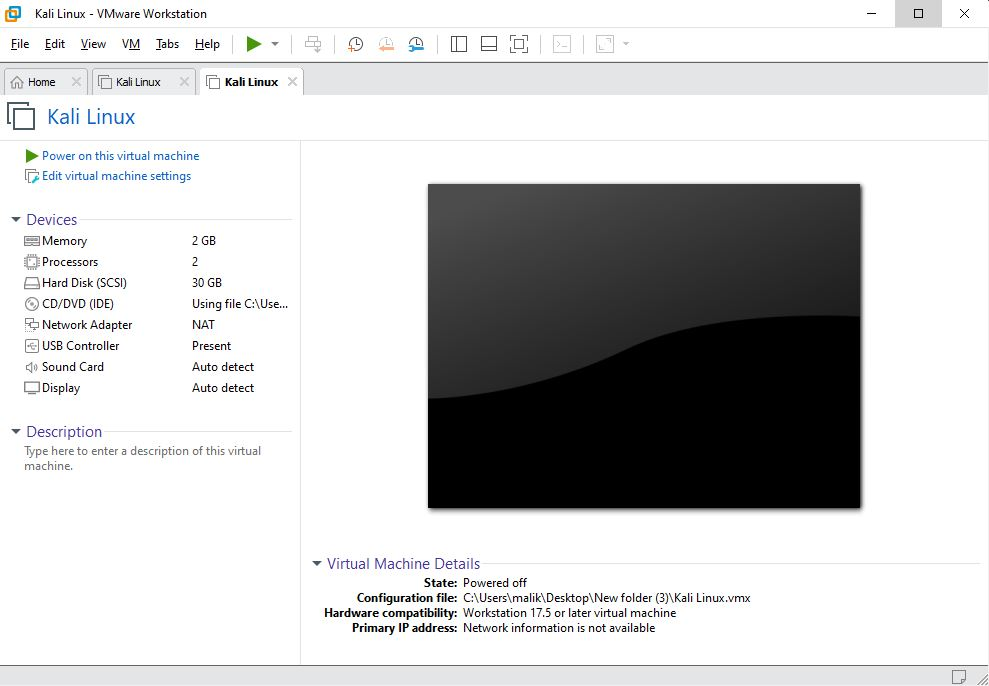 Kali Linux - VMware Workstation
File Edit View VM Tabs Help
Home Kali Linux Kali Linux
Kali Linux
Power on this virtual machine
Edit virtual machine settings
Devices
Memory 2 GB
Processors 2
Hard Disk (SCSI) 30 GB
CD/DVD (IDE) Using file C:\Use...
Network Adapter NAT
USB Controller Present
Sound Card Auto detect
Display Auto detect
Description
Type here to enter a description of this virtual
machine.
Virtual Machine Details
State: Powered off
Configuration file: C:\Users\malik\Desktop\New folder (3)\Kali Linux.vmx
Hardware compatibility: Workstation 17.5 or later virtual machine
Primary IP address: Network information is not available